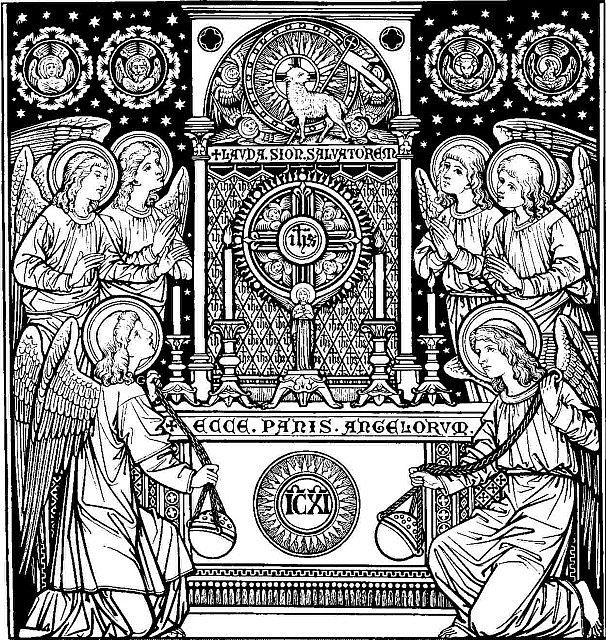 +LAVDA.SION.SALVATOREM
ihs
+ ECCE. PANIS. ANGELORVM.
ICXI